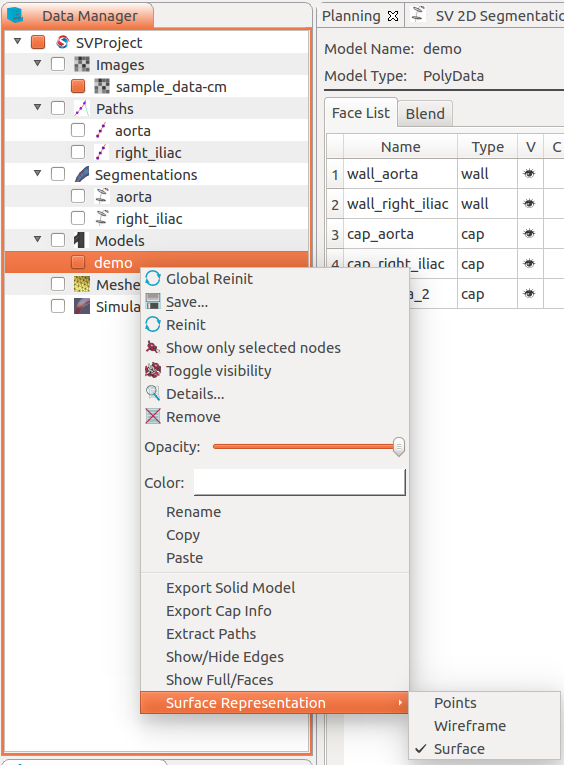 Data Manager
SVProject
Images
sample_data-cm
Paths
aorta
right_iliac
Segmentations
aorta
right_iliac
Models
demo
Meshe
Simula
Planning
SV 2D Segmentatio
Model Name: demo
Model Type: PolyData
Face List
Blend
Name Type V C
1 wall_aorta wall
2 wall_right_iliac wall
3 cap_aorta cap
4 cap_right_iliac cap
a_2 cap
Global Reinit
Save...
Reinit
Show only selected nodes
Toggle visibility
Details...
Remove
Opacity:
Color:
Rename
Copy
Paste
Export Solid Model
Export Cap Info
Extract Paths
Show/Hide Edges
Show Full/Faces
Surface Representation
Points
Wireframe
✓ Surface